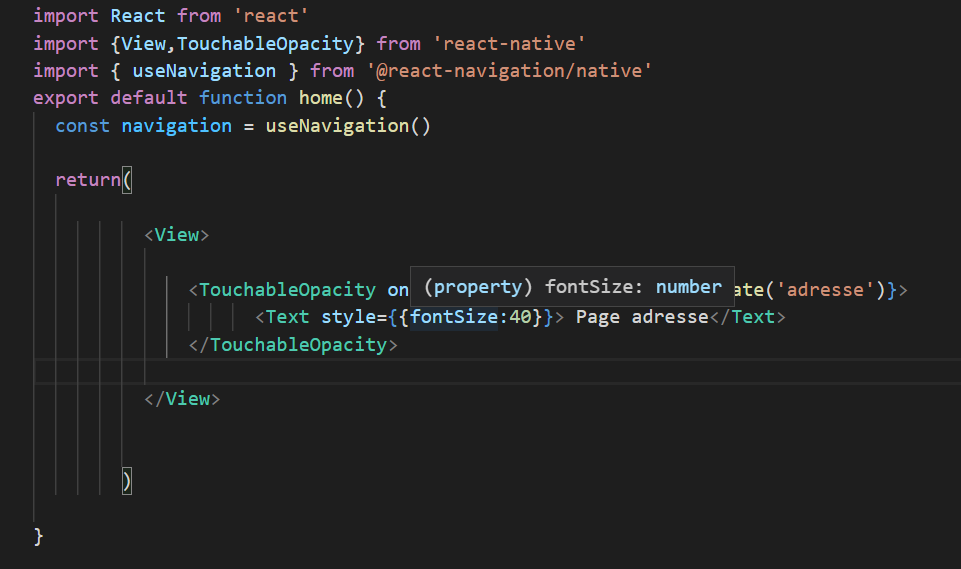 import React from 'react'
import {View,TouchableOpacity} from 'react-native'
import { useNavigation } from '@react-navigation/native'
export default function home() {
const navigation = useNavigation()
return(
<View>
<TouchableOpacity on
(property) fontSize: number
ate('adresse')}>
<Text style={{fontSize:40}}> Page adresse</Text>
</TouchableOpacity>
</View>
)
}